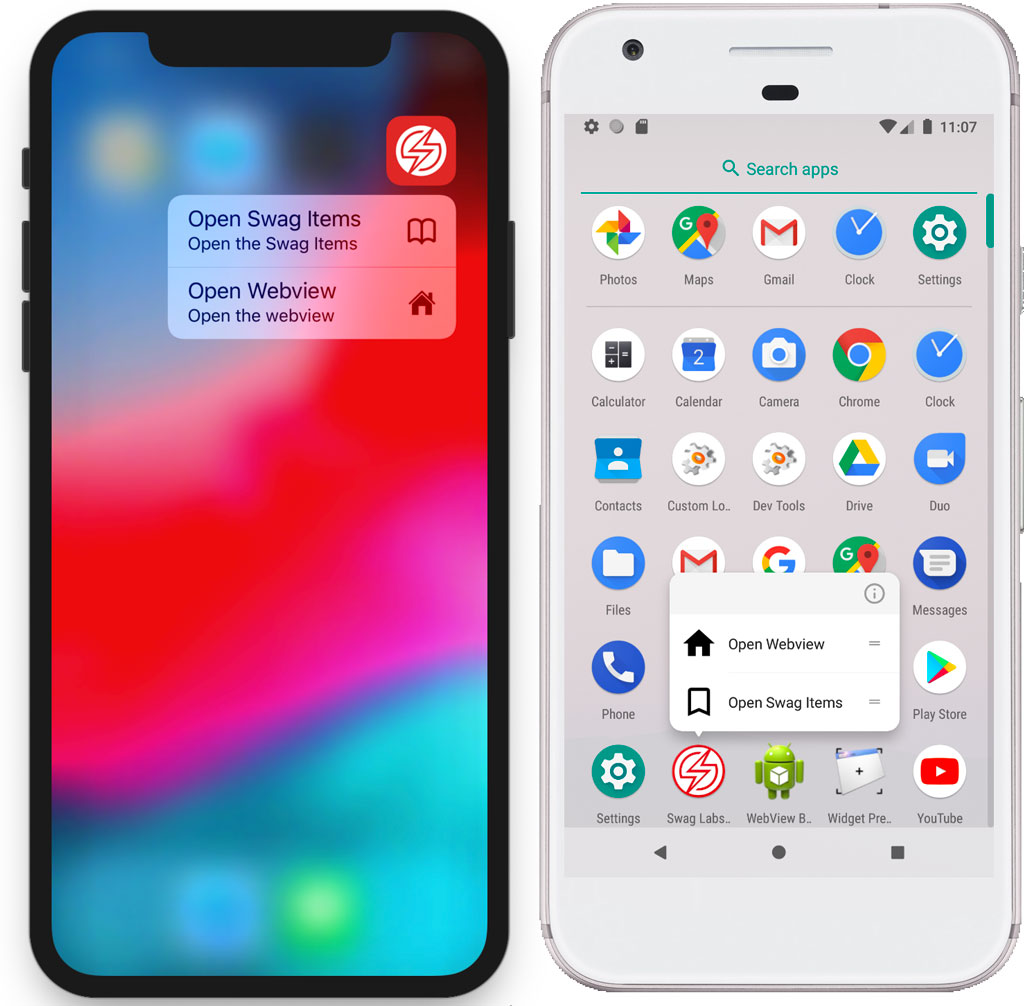 Open Swag Items
Open the Swag Items
Open Webview
Open the webview
11:07
Search apps
Photos Maps Gmail Clock Settings
G
2
Calculator Calendar Camera Chrome Clock
Contacts Custom Lo.. Dev Tools Drive Duo
G G
Files Messages
Open Webview
Open Swag Items
Phone Play Store
Settings Swag Labs.. WebView B.. Widget Pre.. YouTube